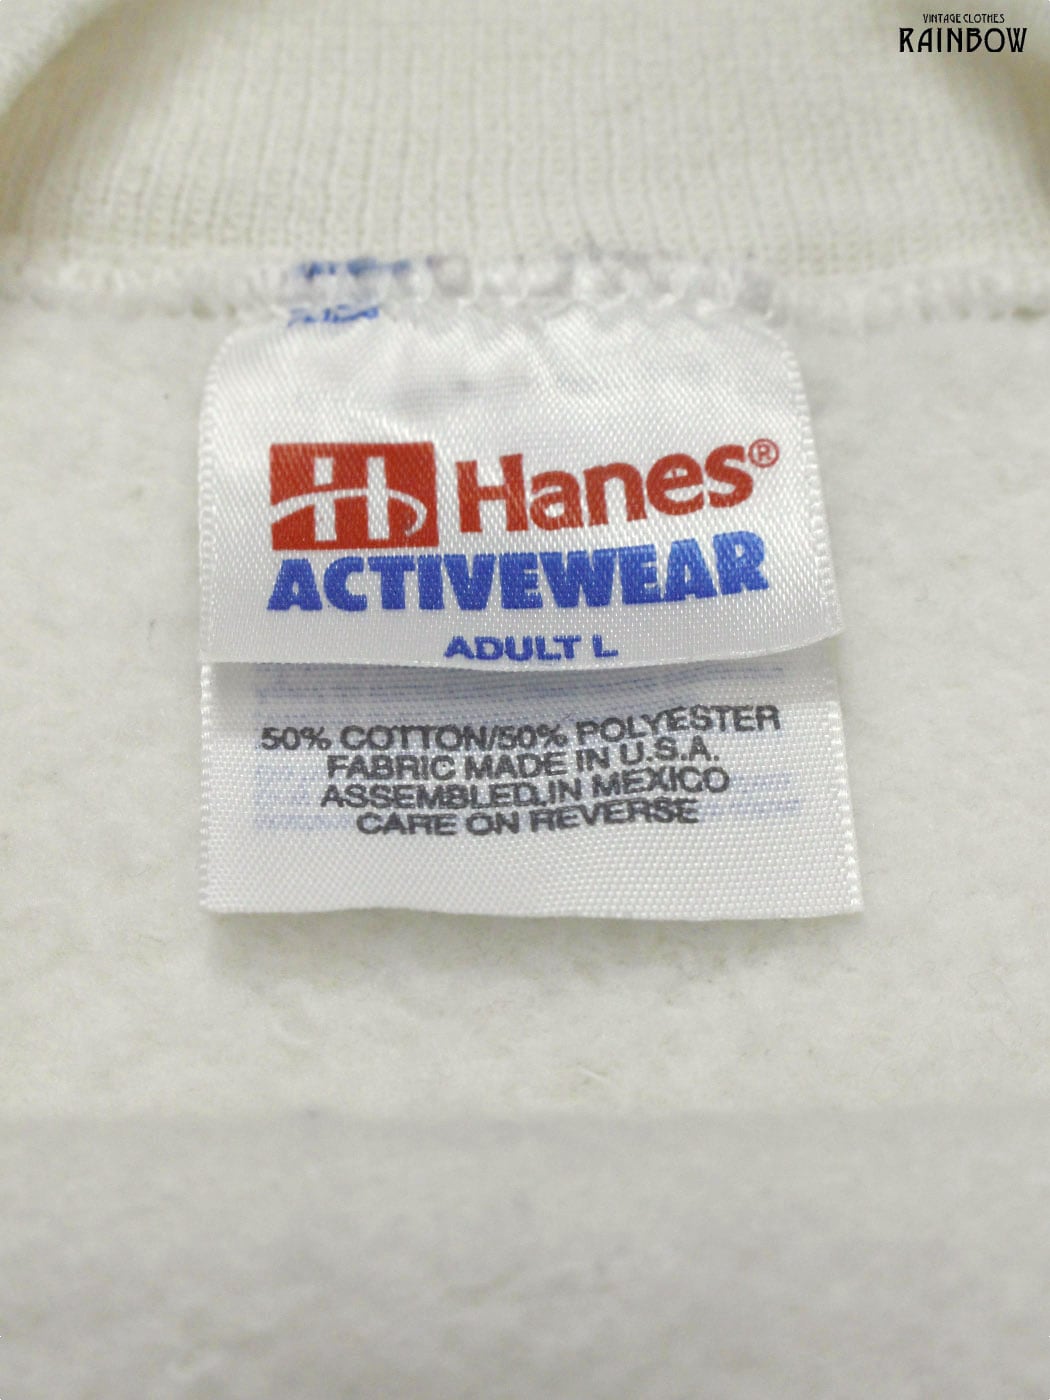 VINTAGE CLOTHES
RAINBOW
Hanes®
ACTIVEWEAR
ADULT L
50% COTTON/50% POLYESTER
FABRIC MADE IN U.S.A.
ASSEMBLED IN MEXICO
CARE ON REVERSE